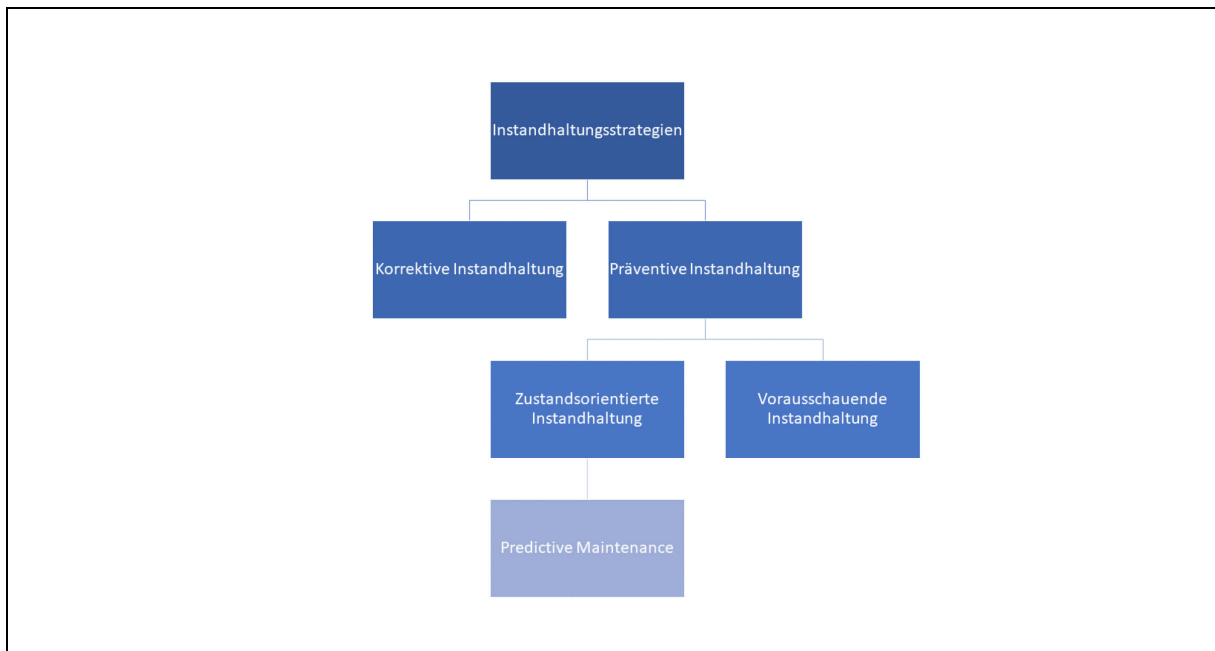 Instandhaltungsstrategien
Korrektive Instandhaltung
Präventive Instandhaltung
Zustandsorientierte
Instandhaltung
Vorausschauende
Instandhaltung
Predictive Maintenance